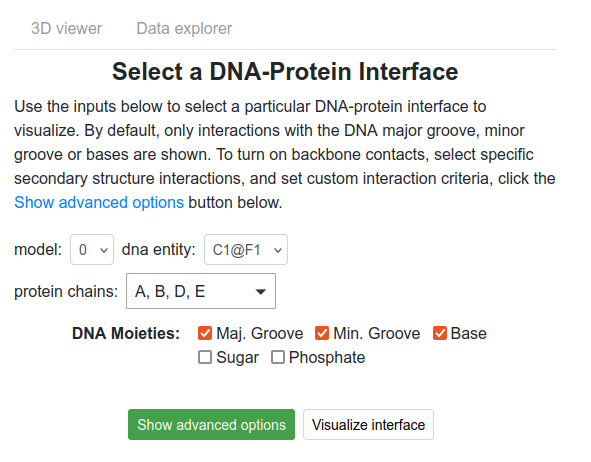 3D viewer Data explorer
Select a DNA-Protein Interface
Use the inputs below to select a particular DNA-protein interface to
visualize. By default, only interactions with the DNA major groove, minor
groove or bases are shown. To turn on backbone contacts, select specific
secondary structure interactions, and set custom interaction criteria, click the
Show advanced options button below.
model: 0 dna entity: C1@F1
protein chains: A, B, D, E
DNA Moieties: Maj. Groove Min. Groove Base
Sugar Phosphate
Show advanced options Visualize interface